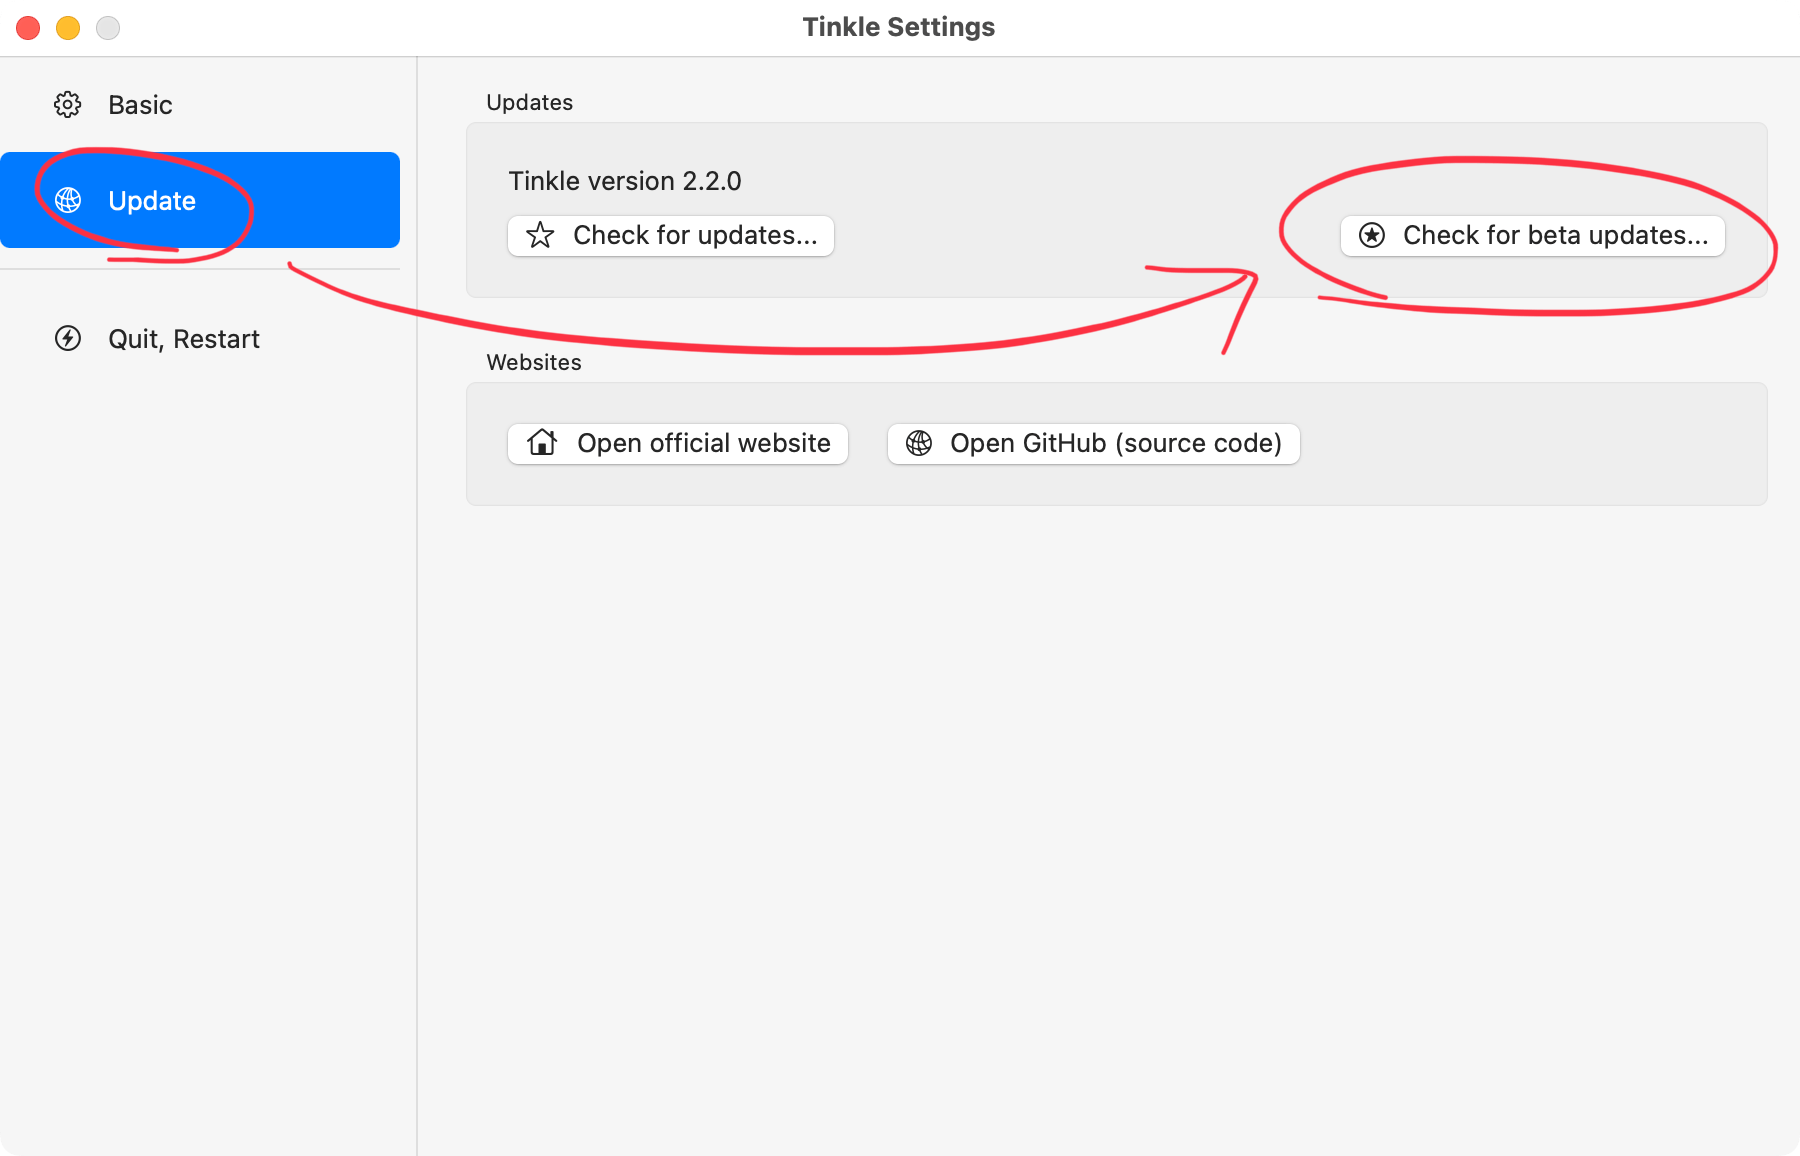 Tinkle Settings
Basic
Update
Quit, Restart
Updates
Tinkle version 2.2.0
Check for updates...
Check for beta updates...
Websites
Open official website
Open GitHub (source code)